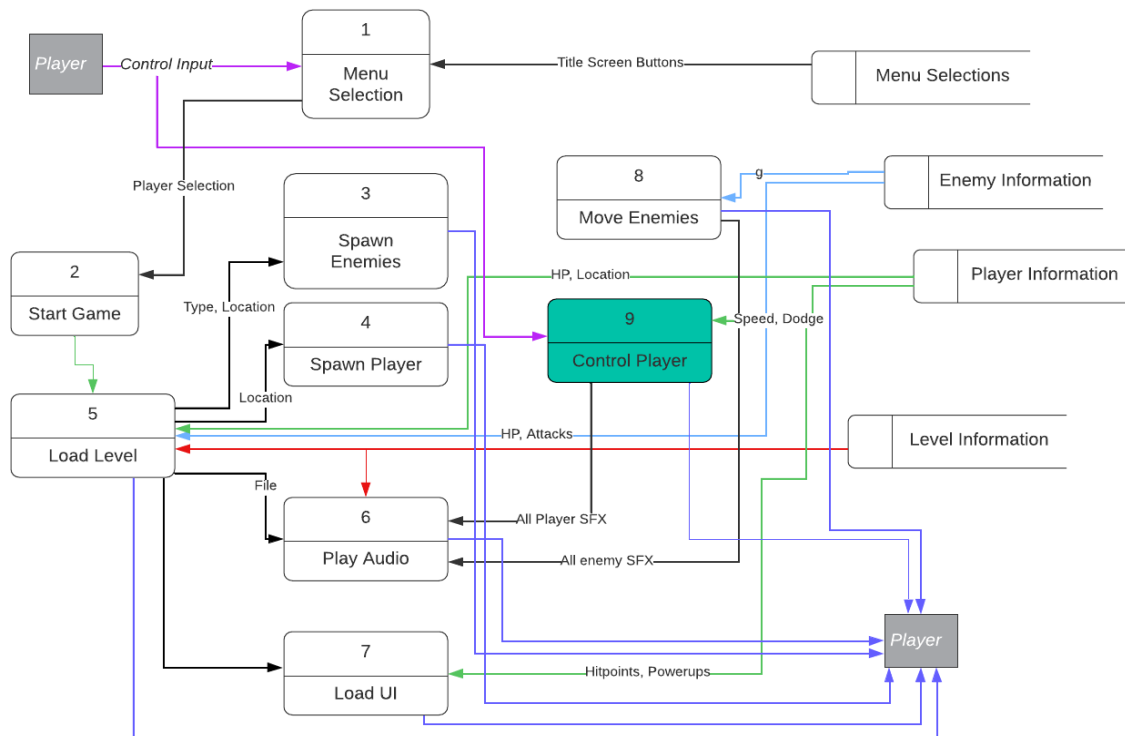 1
Player
Control Input
Title Screen Buttons
Menu Selections
Menu
Selection
Player Selection
3
8
g
Enemy Information
Move Enemies
Spawn
Enemies
2
HP, Location
Player Information
Type, Location
Start Game
4
9
Speed, Dodge
Spawn Player
Control Player
Location
5
HP, Attacks
Level Information
Load Level
File
6
All Player SFX
Play Audio
All enemy SFX
Player
7
Hitpoints, Powerups
Load UI